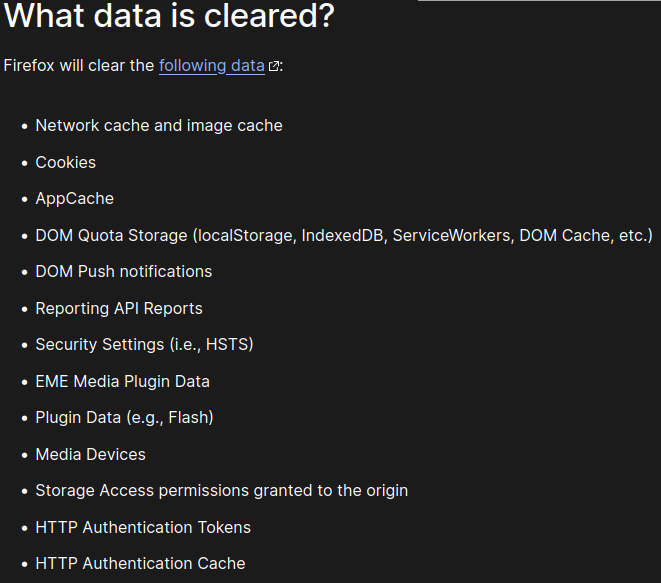 What data is cleared?
Firefox will clear the following data:
• Network cache and image cache
• Cookies
• AppCache
• DOM Quota Storage (localStorage, IndexedDB, ServiceWorkers, DOM Cache, etc.)
• DOM Push notifications
• Reporting API Reports
• Security Settings (i.e., HSTS)
• EME Media Plugin Data
• Plugin Data (e.g., Flash)
• Media Devices
• Storage Access permissions granted to the origin
• HTTP Authentication Tokens
• HTTP Authentication Cache